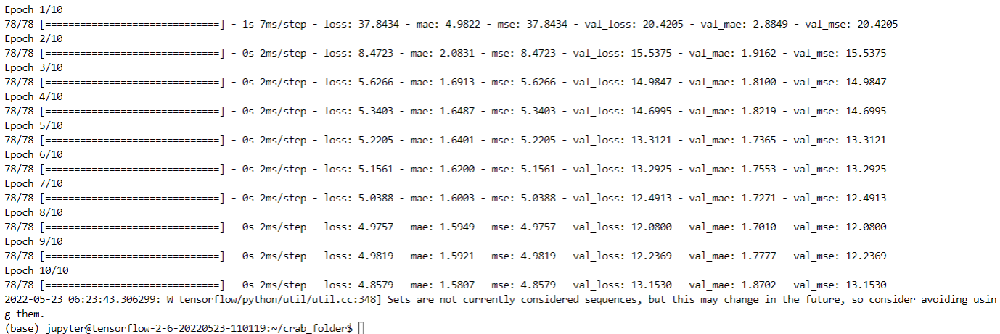 Epoch 1/10
78/78 [==============================] - 1s 7ms/step - loss: 37.8434 - mae: 4.9822 - mse: 37.8434 - val_loss: 20.4205 - val_mae: 2.8849 - val_mse: 20.4205
Epoch 2/10
78/78 [==============================] - 0s 2ms/step - loss: 8.4723 - mae: 2.0831 - mse: 8.4723 - val_loss: 15.5375 - val_mae: 1.9162 - val_mse: 15.5375
Epoch 3/10
78/78 [==============================] - 0s 2ms/step - loss: 5.6266 - mae: 1.6913 - mse: 5.6266 - val_loss: 14.9847 - val_mae: 1.8100 - val_mse: 14.9847
Epoch 4/10
78/78 [==============================] - 0s 2ms/step - loss: 5.3403 - mae: 1.6487 - mse: 5.3403 - val_loss: 14.6995 - val_mae: 1.8219 - val_mse: 14.6995
Epoch 5/10
78/78 [==============================] - 0s 2ms/step - loss: 5.2205 - mae: 1.6401 - mse: 5.2205 - val_loss: 13.3121 - val_mae: 1.7365 - val_mse: 13.3121
Epoch 6/10
78/78 [==============================] - 0s 2ms/step - loss: 5.1561 - mae: 1.6200 - mse: 5.1561 - val_loss: 13.2925 - val_mae: 1.7553 - val_mse: 13.2925
Epoch 7/10
78/78 [==============================] - 0s 2ms/step - loss: 5.0388 - mae: 1.6003 - mse: 5.0388 - val_loss: 12.4913 - val_mae: 1.7271 - val_mse: 12.4913
Epoch 8/10
78/78 [==============================] - 0s 2ms/step - loss: 4.9757 - mae: 1.5949 - mse: 4.9757 - val_loss: 12.0800 - val_mae: 1.7010 - val_mse: 12.0800
Epoch 9/10
78/78 [==============================] - 0s 2ms/step - loss: 4.9819 - mae: 1.5921 - mse: 4.9819 - val_loss: 12.2369 - val_mae: 1.7777 - val_mse: 12.2369
Epoch 10/10
78/78 [==============================] - 0s 2ms/step - loss: 4.8579 - mae: 1.5807 - mse: 4.8579 - val_loss: 13.1530 - val_mae: 1.8702 - val_mse: 13.1530
2022-05-23 06:23:43.306299: W tensorflow/python/util/util.cc:348] Sets are not currently considered sequences, but this may change in the future, so consider avoiding usin
g them.
(base) jupyter@tensorflow-2-6-20220523-110119:~/crab_folder$